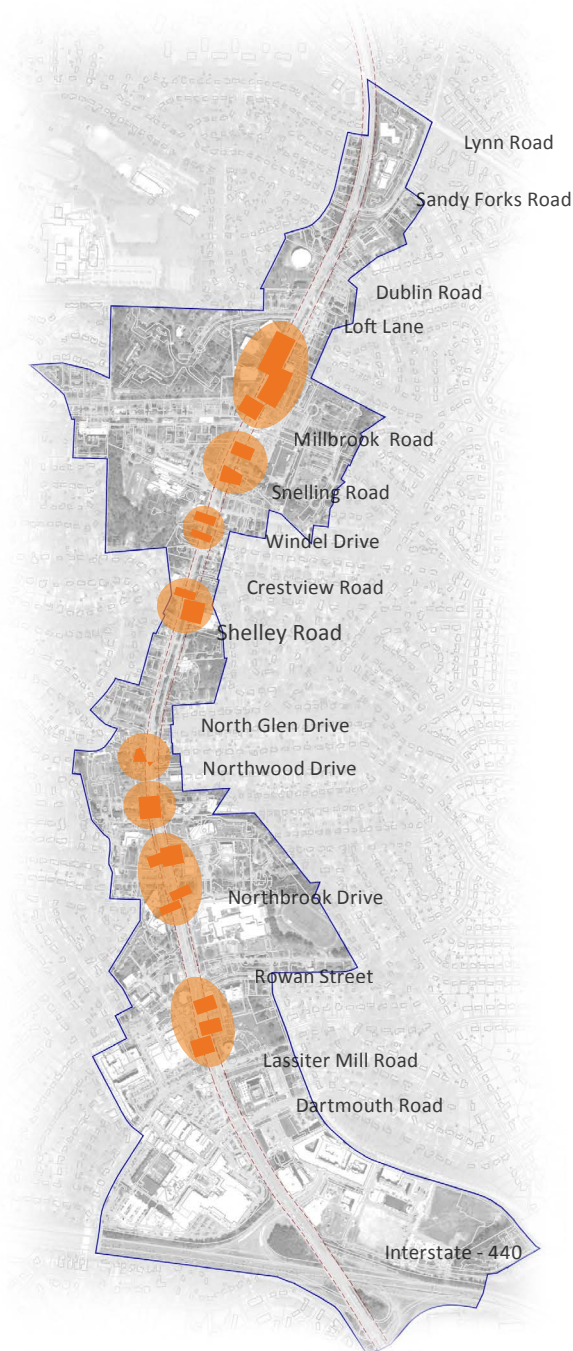 Lynn Road
Sandy Forks Road
Dublin Road
Loft Lane
Millbrook  Road
Snelling Road
Windel Drive
Crestview Road
Shelley Road
North Glen Drive
Northwood Drive
Northbrook Drive
Rowan Street
Lassiter Mill Road
Dartmouth Road
Interstate - 440